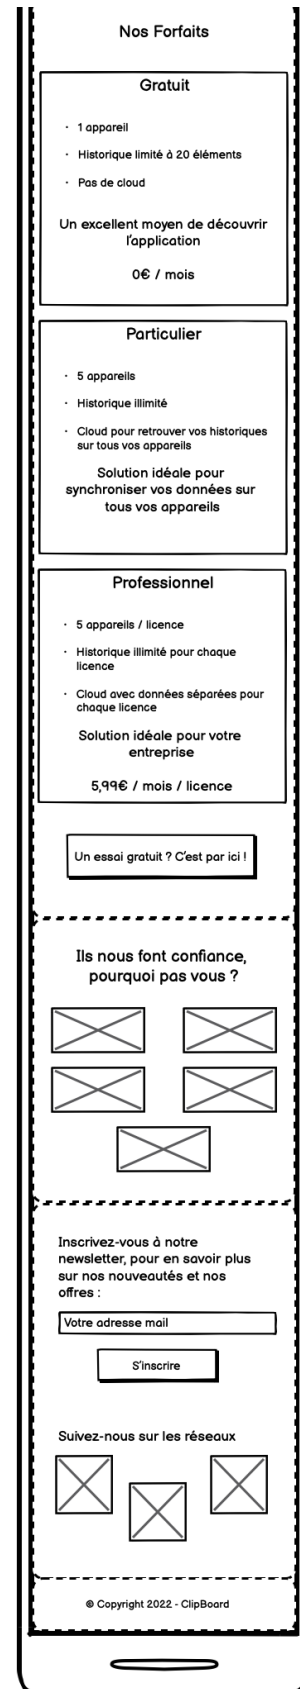 Nos Forfaits
Gratuit
· 1 appareil
· Historique limité à 20 éléments
· Pas de cloud
Un excellent moyen de découvrir
l'application
0€ / mois
Particulier
· 5 appareils
· Historique illimité
· Cloud pour retrouver vos historiques
sur tous vos appareils
Solution idéale pour
synchroniser vos données sur
tous vos appareils
Professionnel
· 5 appareils / licence
· Historique illimité pour chaque
licence
· Cloud avec données séparées pour
chaque licence
Solution idéale pour votre
entreprise
5,99€ / mois / licence
Un essai gratuit ? C'est par ici !
Ils nous font confiance,
pourquoi pas vous ?
Inscrivez-vous à notre
newsletter, pour en savoir plus
sur nos nouveautés et nos
offres :
Votre adresse mail
S'inscrire
Suivez-nous sur les réseaux
© Copyright 2022 - ClipBoard